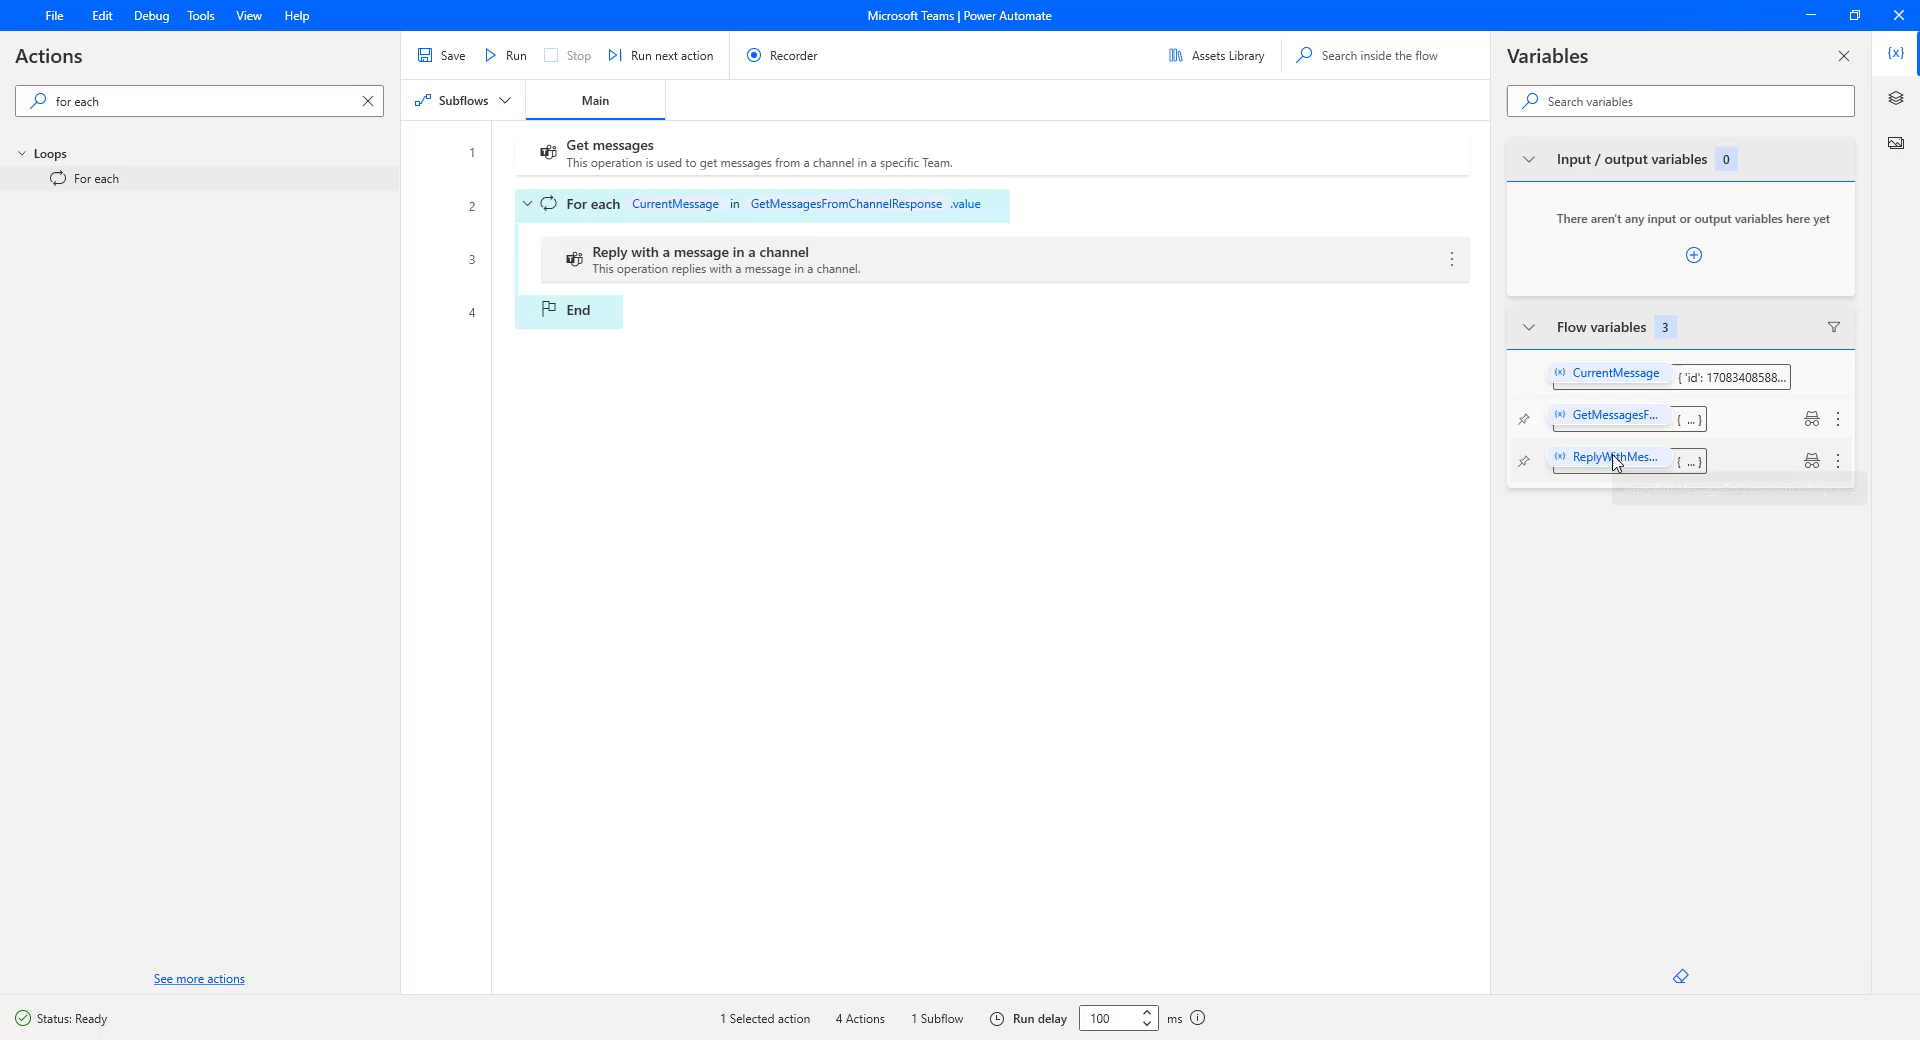 File Edit Debug Tools View Help
Microsoft Teams | Power Automate
Actions
for each
Loops
For each
See more actions
Save Run Stop Run next action Recorder
Assets Library Search inside the flow
Subflows Main
1 Get messages
This operation is used to get messages from a channel in a specific Team.
2 For each CurrentMessage in GetMessagesFromChannelResponse .value
3 Reply with a message in a channel
This operation replies with a message in a channel.
4 End
Variables
{x}
Search variables
Input / output variables 0
There aren't any input or output variables here yet
Flow variables 3
(x) CurrentMessage { 'id': 17083408588...
(x) GetMessagesF... { ... }
(x) ReplyWithMes... { ... }
Status: Ready
1 Selected action 4 Actions 1 Subflow Run delay 100 ms